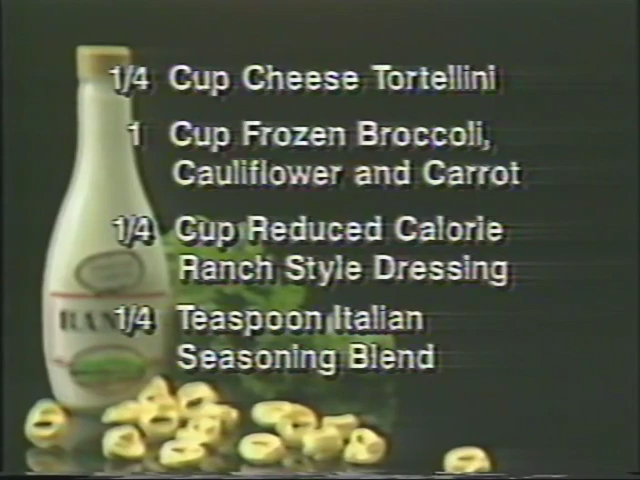 1/4 Cup Cheese Tortellini
1 Cup Frozen Broccoli,
Cauliflower and Carrot
1/4 Cup Reduced Calorie
Ranch Style Dressing
1/4 Teaspoon Italian
Seasoning Blend